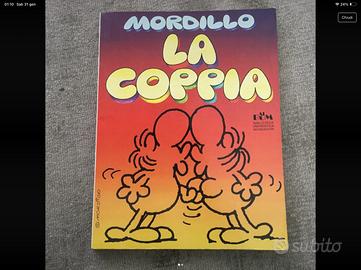 01:10 Sab 31 gen
24%
Chiudi
MORDILLO
LA
COPPIA
subito